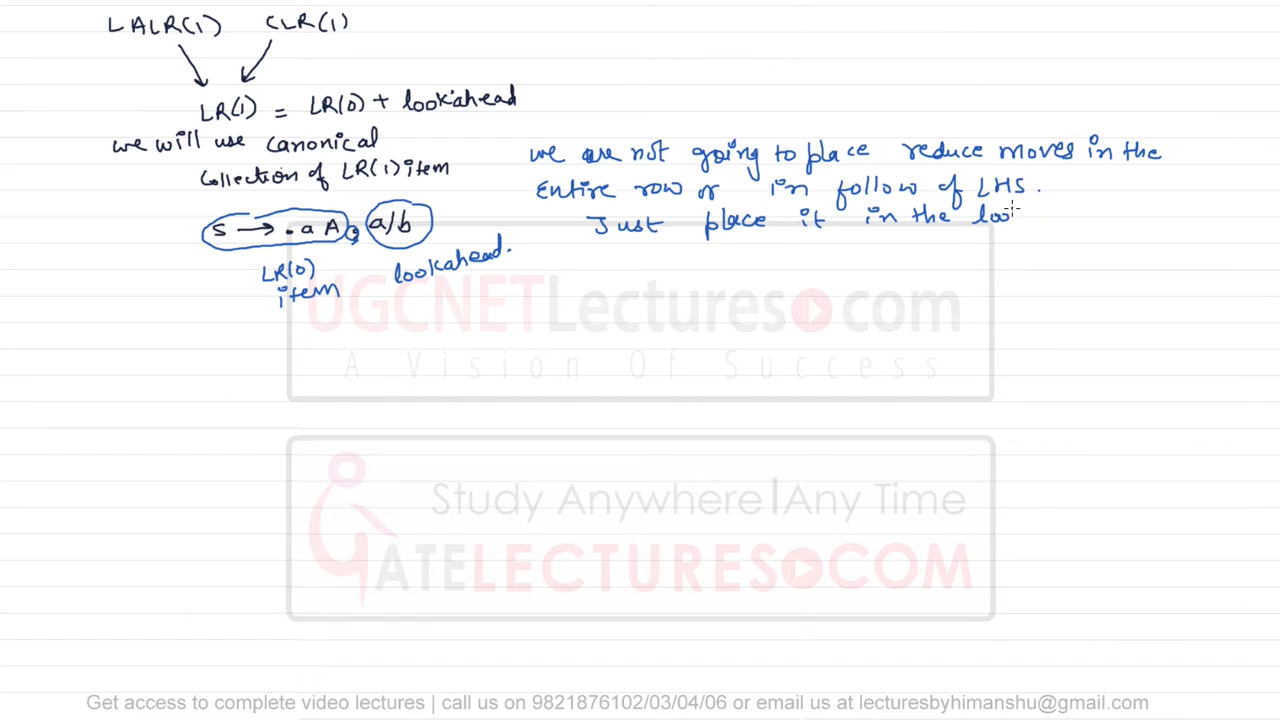 LALR(1) CLR(1)
LR(1) = LR(0) + lookahead
we will use canonical
Collection of LR(1) item
S → .aA, a/b
LR(0)
item
lookahead.
we are not going to place reduce moves in the
Entire row or in follow of LHS.
Just place it in the loo
UGCNETLectures.com
A Vision Of Success
Study Anywhere|Any Time
GATELECTURES.COM
Get access to complete video lectures | call us on 9821876102/03/04/06 or email us at lecturesbyhimanshu@gmail.com